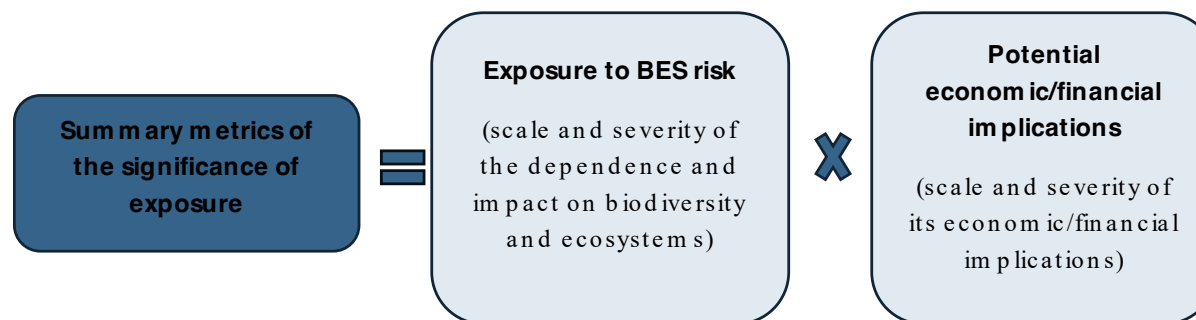 Summary metrics of
the significance of
exposure
=
Exposure to BES risk
(scale and severity of
the dependence and
impact on biodiversity
and ecosystems)
X
Potential
economic/financial
implications
(scale and severity of
its economic/financial
implications)